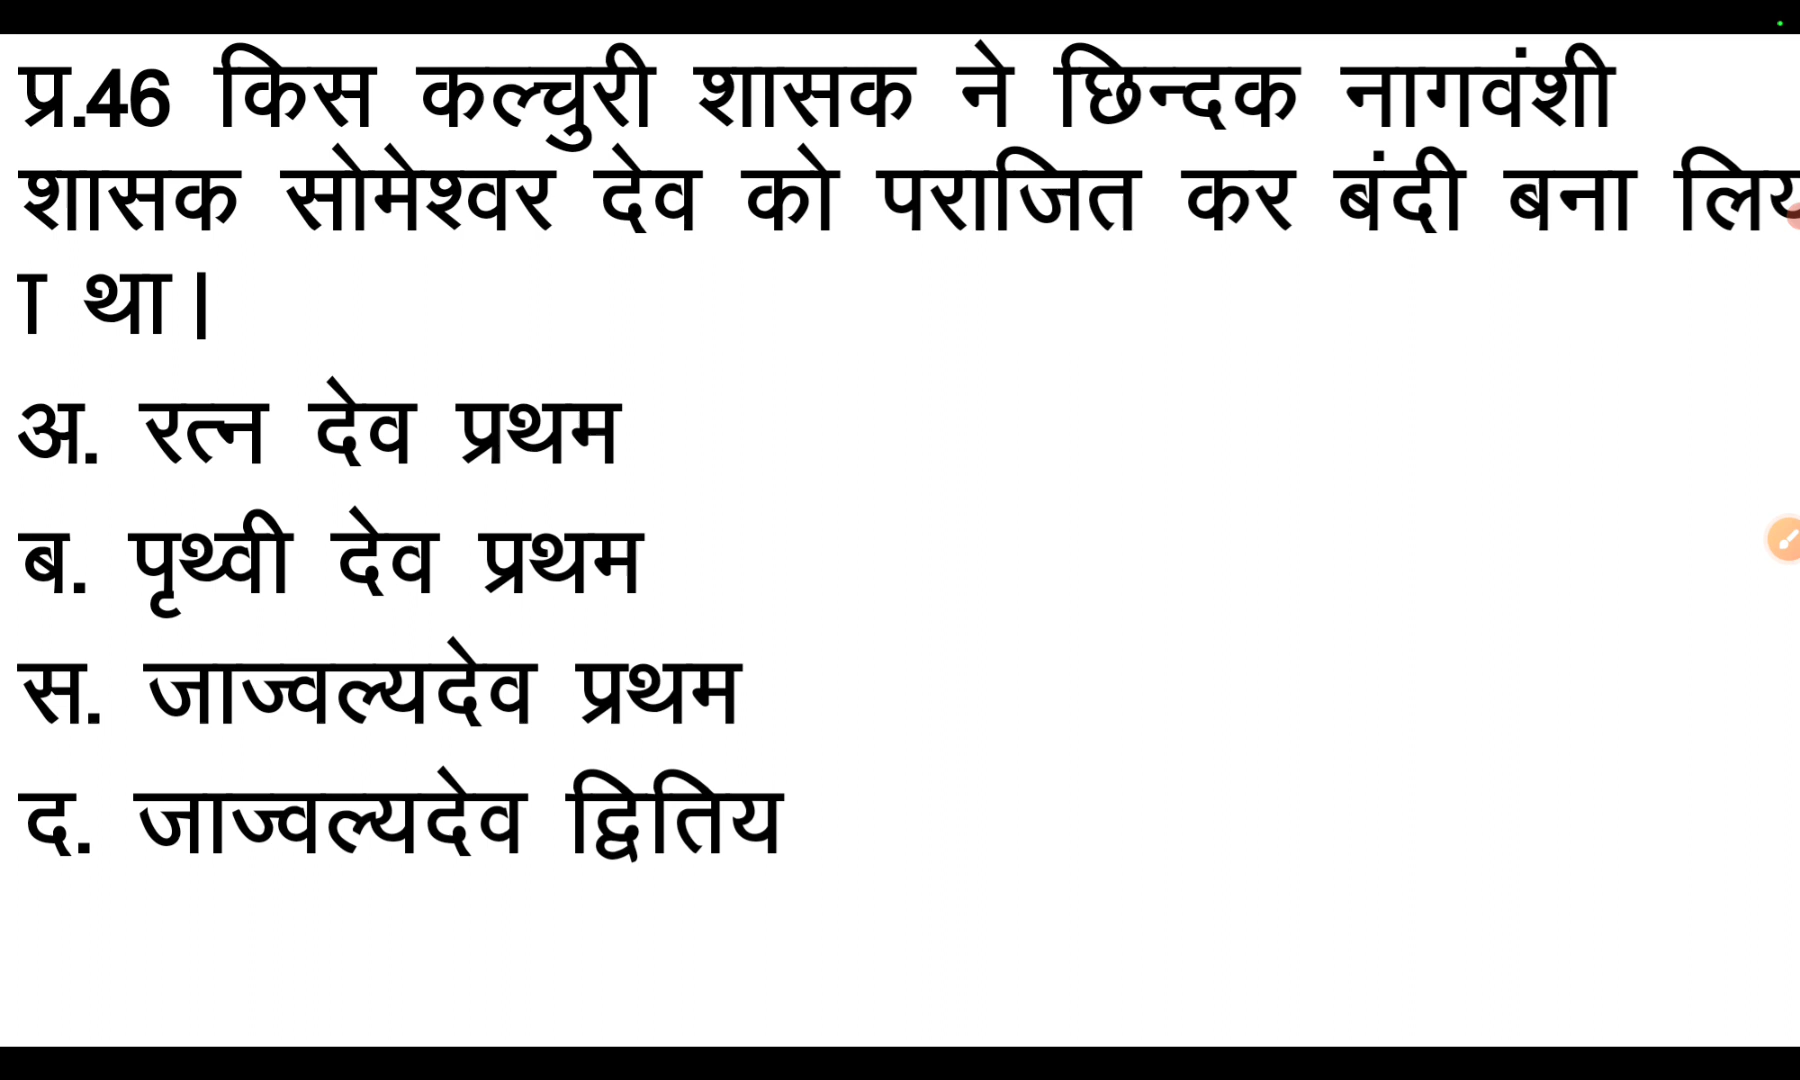 प्र.46 किस कल्चुरी शासक ने छिन्दक नागवंशी
शासक सोमेश्वर देव को पराजित कर बंदी बना लिय
ा था।
अ. रत्न देव प्रथम
ब. पृथ्वी देव प्रथम
स. जाज्वल्यदेव प्रथम
द. जाज्वल्यदेव द्वितिय